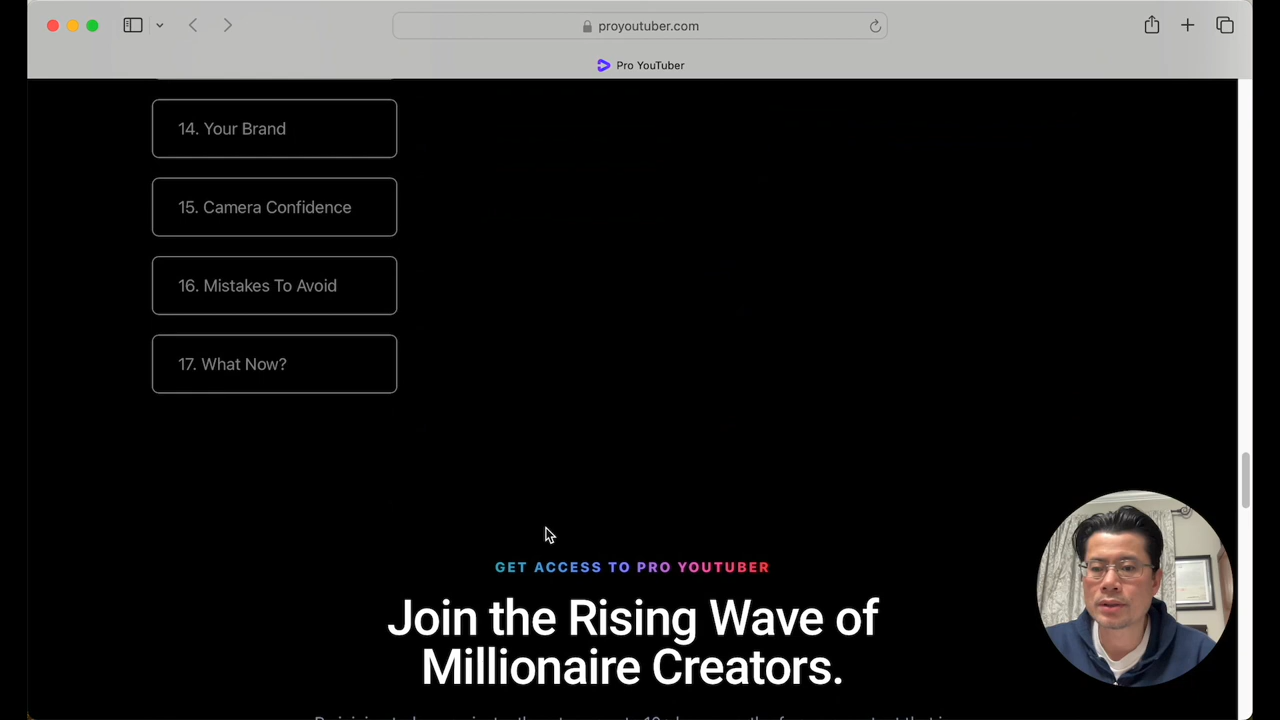 proyoutuber.com
Pro YouTuber
14. Your Brand
15. Camera Confidence
16. Mistakes To Avoid
17. What Now?
GET ACCESS TO PRO YOUTUBER
Join the Rising Wave of
Millionaire Creators.